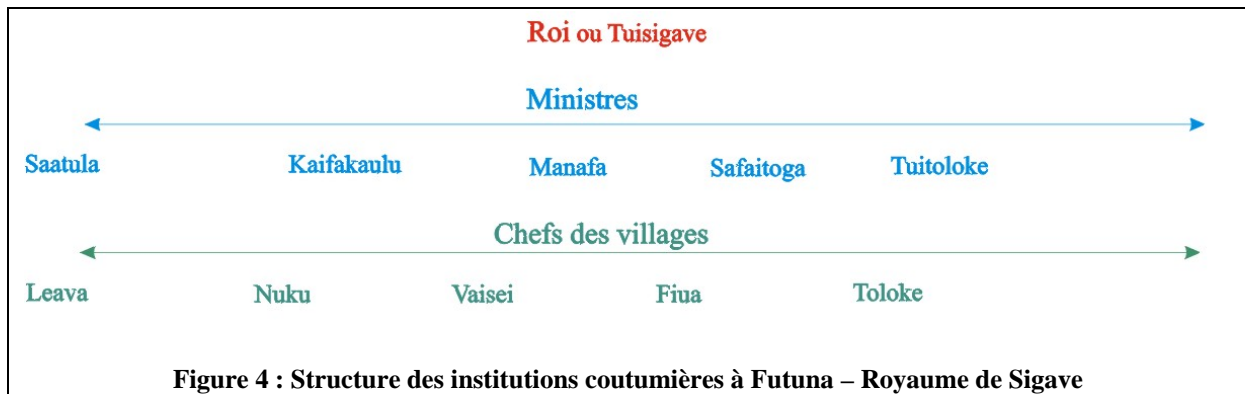 Roi ou Tuisigave
Ministres
Saatula Kaifakaulu Manafa Safaitoga Tuitoloke
Chefs des villages
Leava Nuku Vaisei Fiua Toloke
Figure 4 : Structure des institutions coutumières à Futuna – Royaume de Sigave